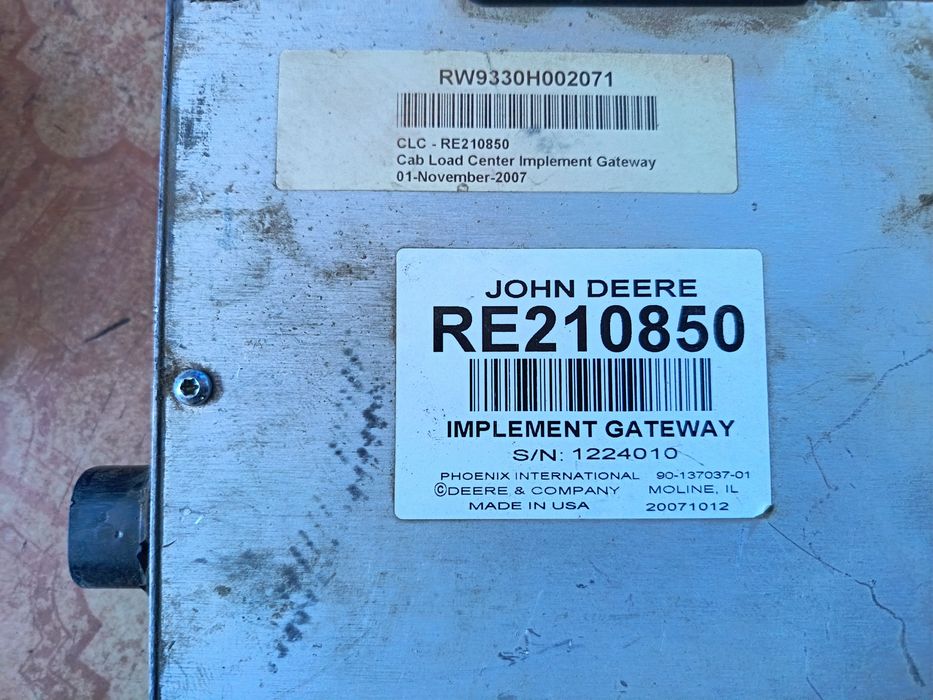 RW9330H002071
CLC - RE210850
Cab Load Center Implement Gateway
01-November-2007
JOHN DEERE
RE210850
IMPLEMENT GATEWAY
S/N: 1224010
PHOENIX INTERNATIONAL 90-137037-01
©DEERE & COMPANY MOLINE, IL
MADE IN USA 20071012